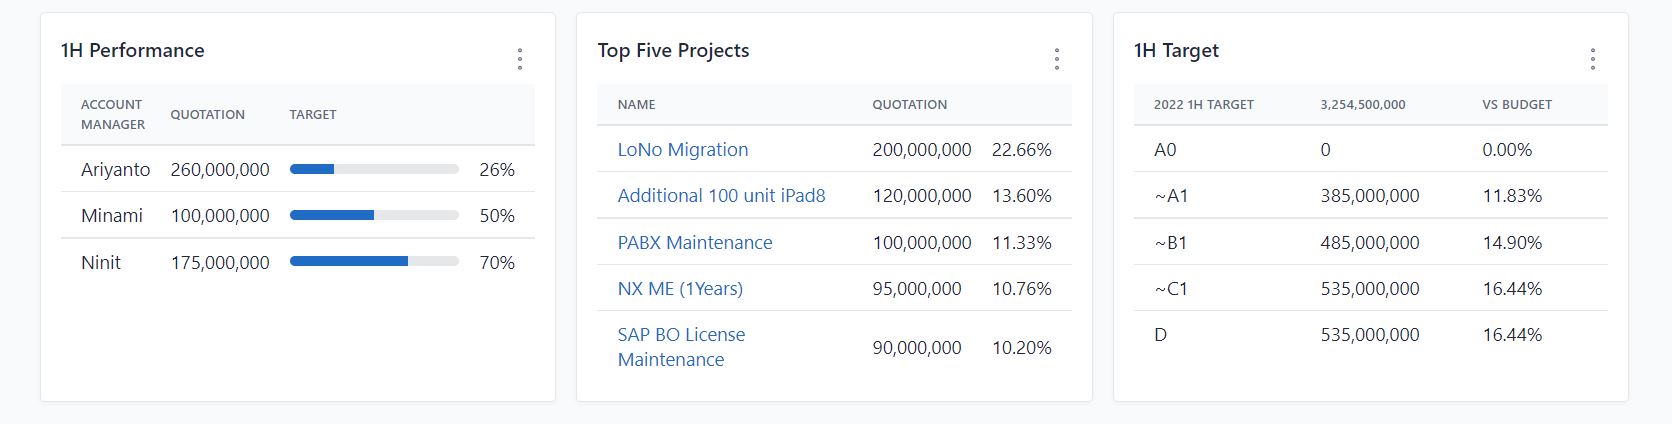 1H Performance
ACCOUNT MANAGER QUOTATION TARGET
Ariyanto 260,000,000 26%
Minami 100,000,000 50%
Ninit 175,000,000 70%
Top Five Projects
NAME QUOTATION
LoNo Migration 200,000,000 22.66%
Additional 100 unit iPad8 120,000,000 13.60%
PABX Maintenance 100,000,000 11.33%
NX ME (1Years) 95,000,000 10.76%
SAP BO License Maintenance 90,000,000 10.20%
1H Target
2022 1H TARGET 3,254,500,000 VS BUDGET
A0 0 0.00%
~A1 385,000,000 11.83%
~B1 485,000,000 14.90%
~C1 535,000,000 16.44%
D 535,000,000 16.44%